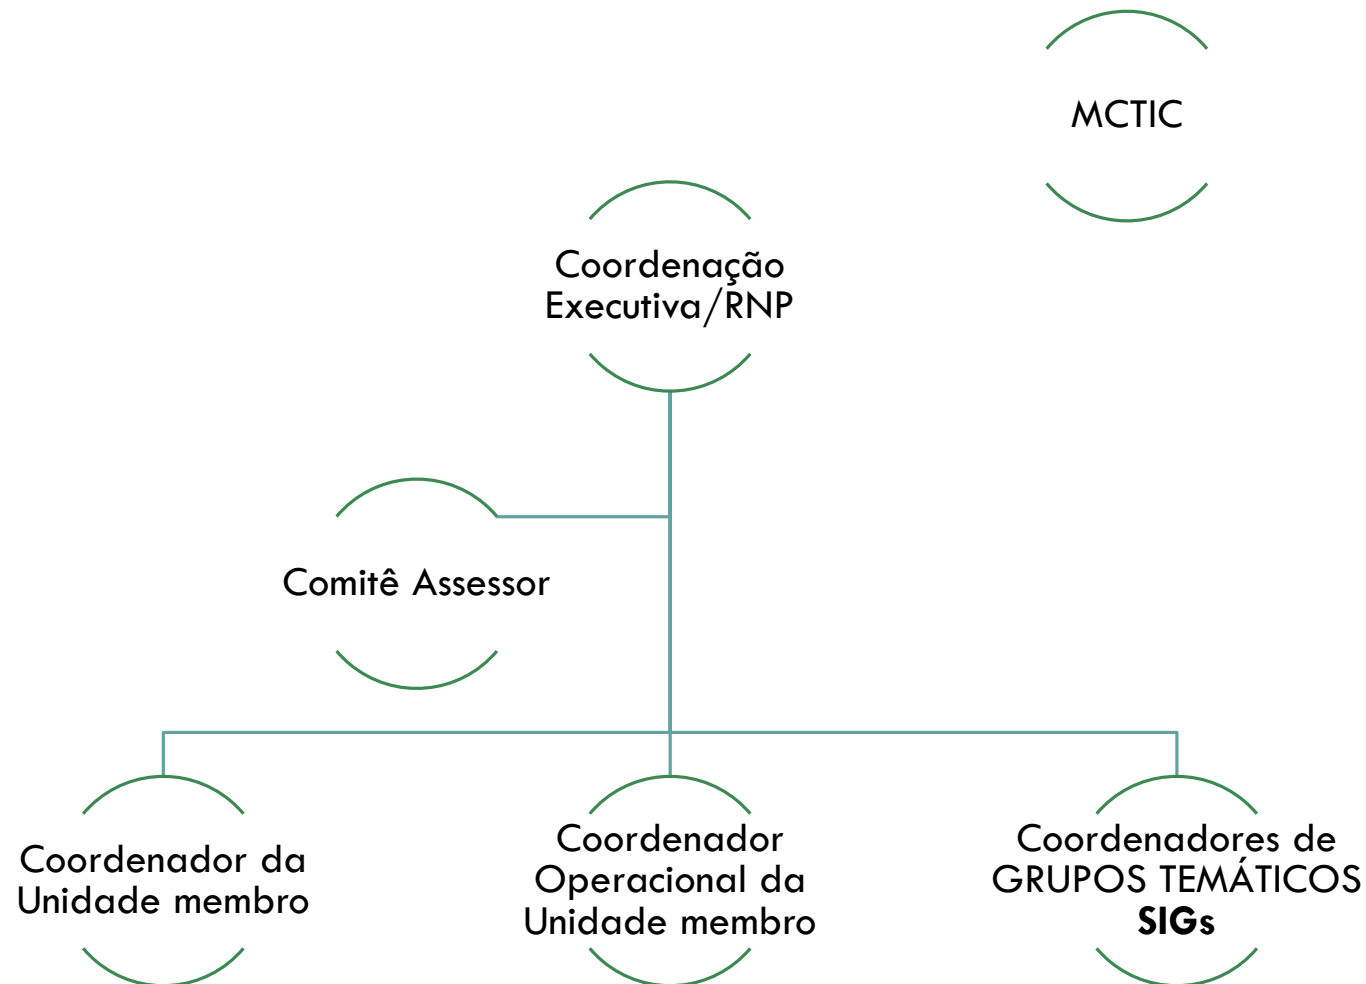 MCTIC
Coordenação
Executiva/RNP
Comitê Assessor
Coordenador da
Unidade membro
Coordenador
Operacional da
Unidade membro
Coordenadores de
GRUPOS TEMÁTICOS
SIGs